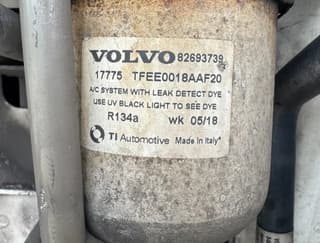 VOLVO 82693739
17775 TFEE0018AAF20
A/C SYSTEM WITH LEAK DETECT DYE
USE UV BLACK LIGHT TO SEE DYE
R134a wk 05/18
TI Automotive Made in Italy*